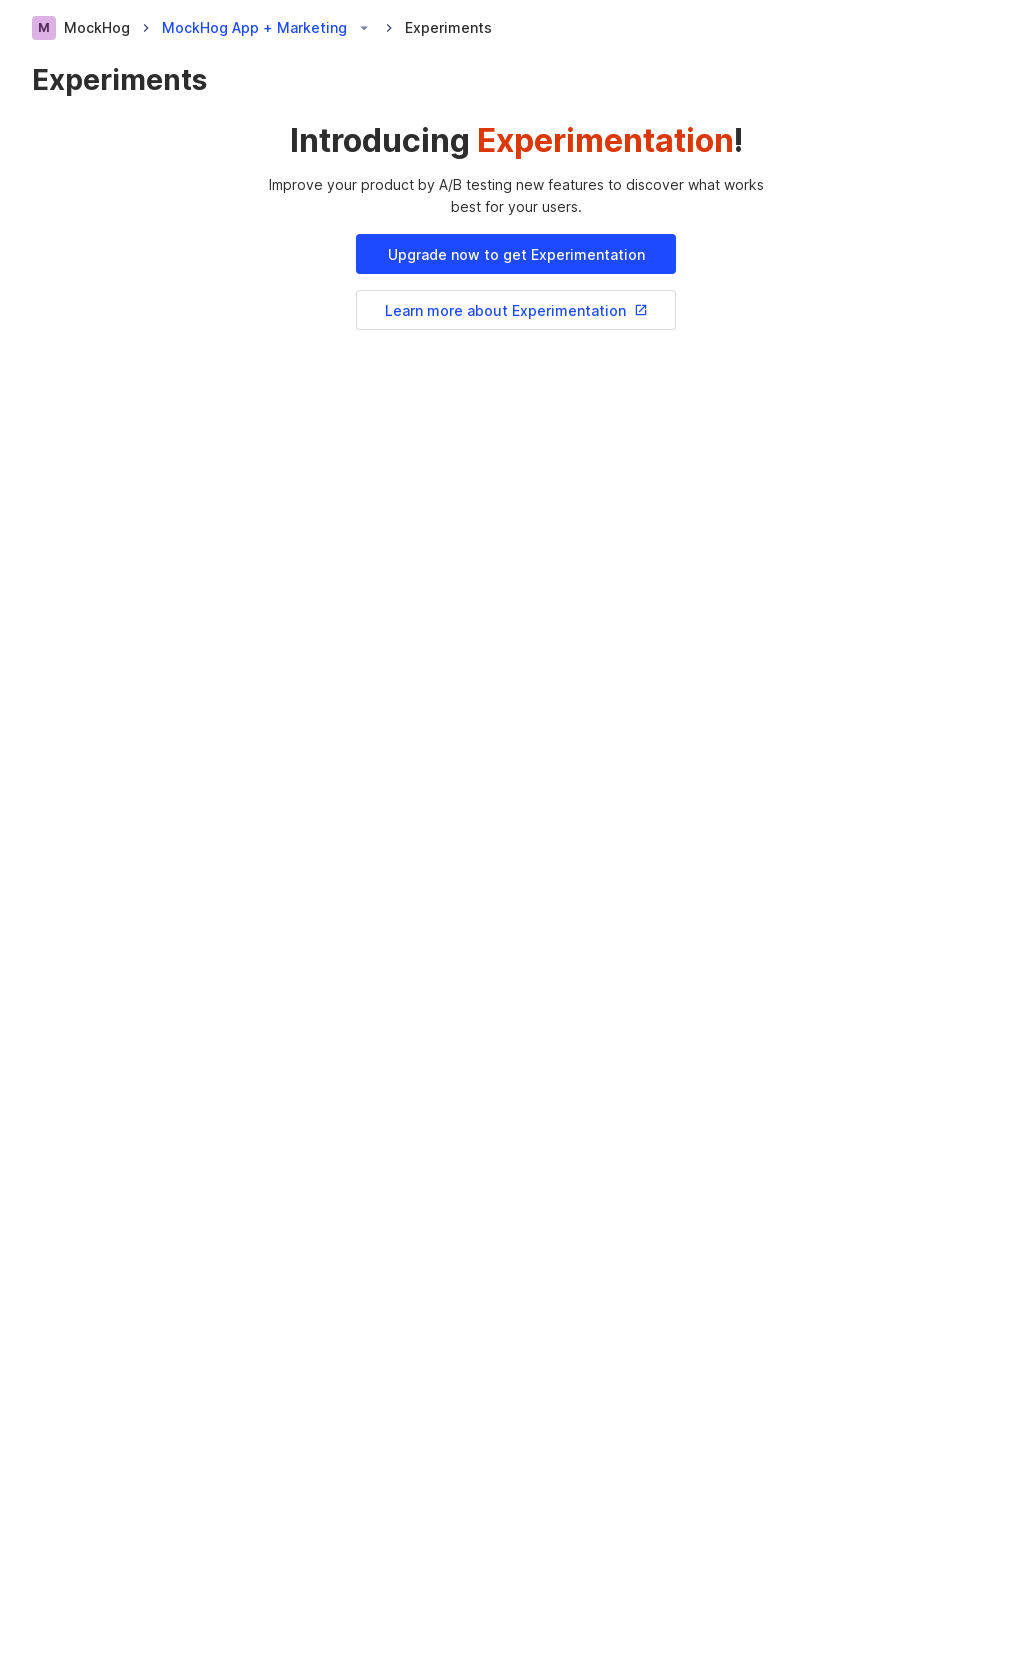 M MockHog MockHog App + Marketing Experiments
Experiments
Introducing Experimentation!
Improve your product by A/B testing new features to discover what works
best for your users.
Upgrade now to get Experimentation
Learn more about Experimentation